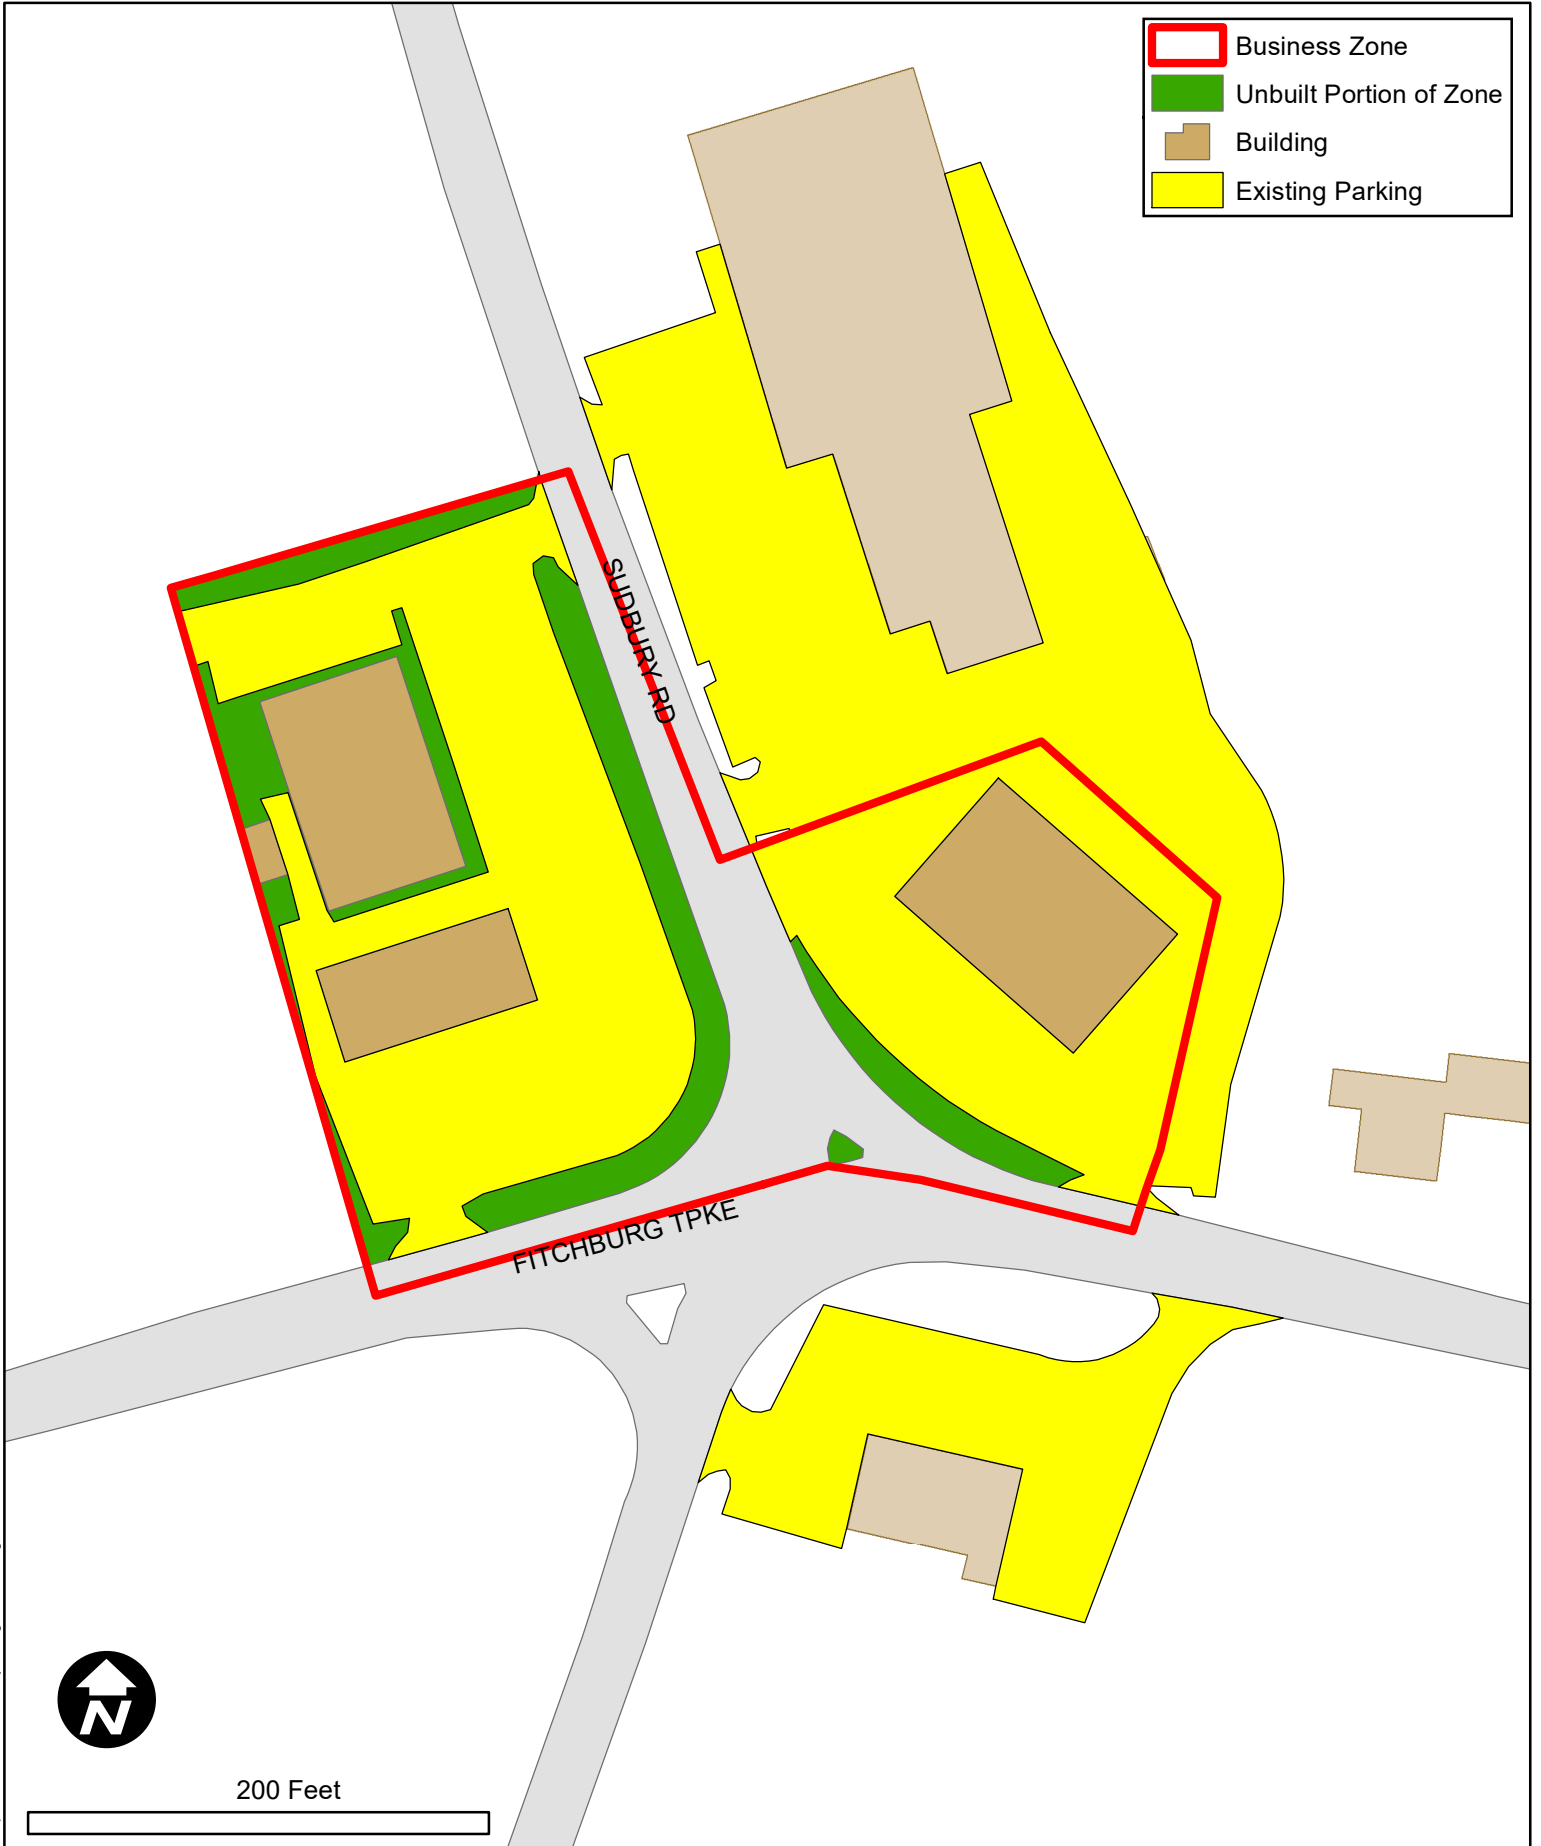 Business Zone
Unbuilt Portion of Zone
Building
Existing Parking
SUDBURY RD
FITCHBURG TPKE
N
200 Feet